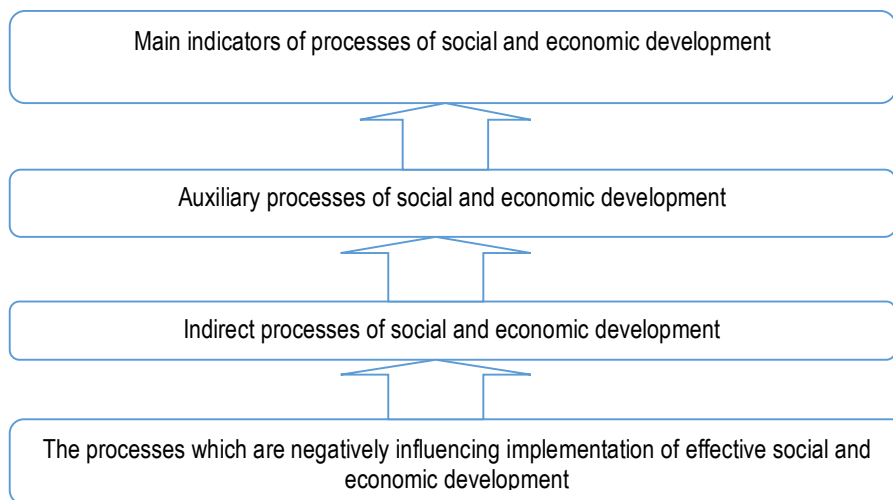 Main indicators of processes of social and economic development
Auxiliary processes of social and economic development
Indirect processes of social and economic development
The processes which are negatively influencing implementation of effective social and
economic development